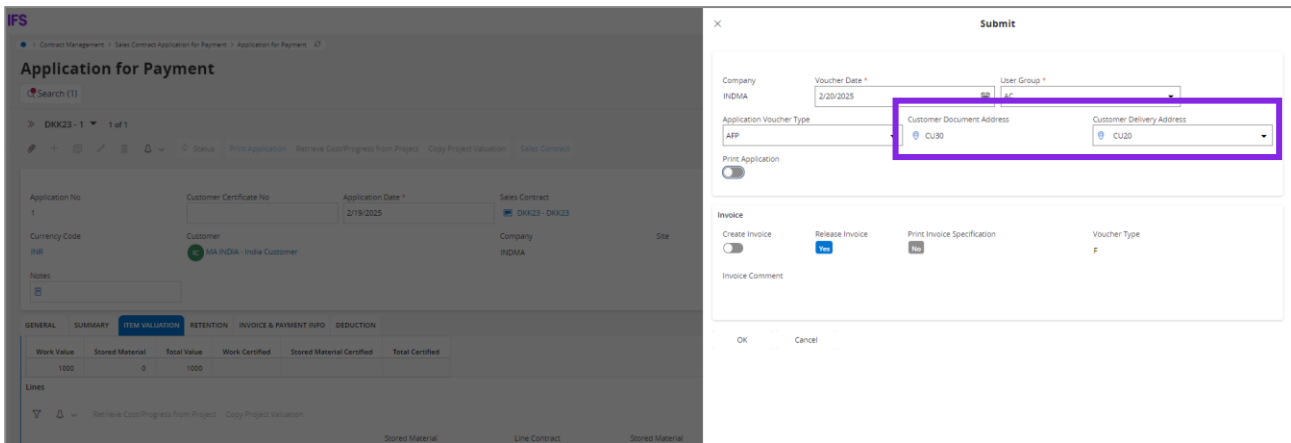 IFS
Contract Management > Sales Contract Application for Payment > Application for Payment
Application for Payment
Search (1)
DKK23 - 1 1 of 1
Status Print Application Retrieve Cost/Progress from Project Copy Project Valuation Sales Contract
Application No Customer Certificate No Application Date * Sales Contract
1 2/19/2025 DKK23 - DKK23
Currency Code Customer Company Site
INR IC MA INDIA - India Customer INDMA
Notes
GENERAL SUMMARY ITEM VALUATION RETENTION INVOICE & PAYMENT INFO DEDUCTION
Work Value Stored Material Total Value Work Certified Stored Material Certified Total Certified
1000 0 1000
Lines
Retrieve Cost/Progress from Project Copy Project Valuation
Stored Material Line Contract Stored Material
Submit
Company Voucher Date * User Group *
INDMA 2/20/2025 AC
Application Voucher Type Customer Document Address Customer Delivery Address
AFP CU30 CU20
Print Application
Invoice
Create Invoice Release Invoice Print Invoice Specification Voucher Type
Yes No F
Invoice Comment
OK Cancel